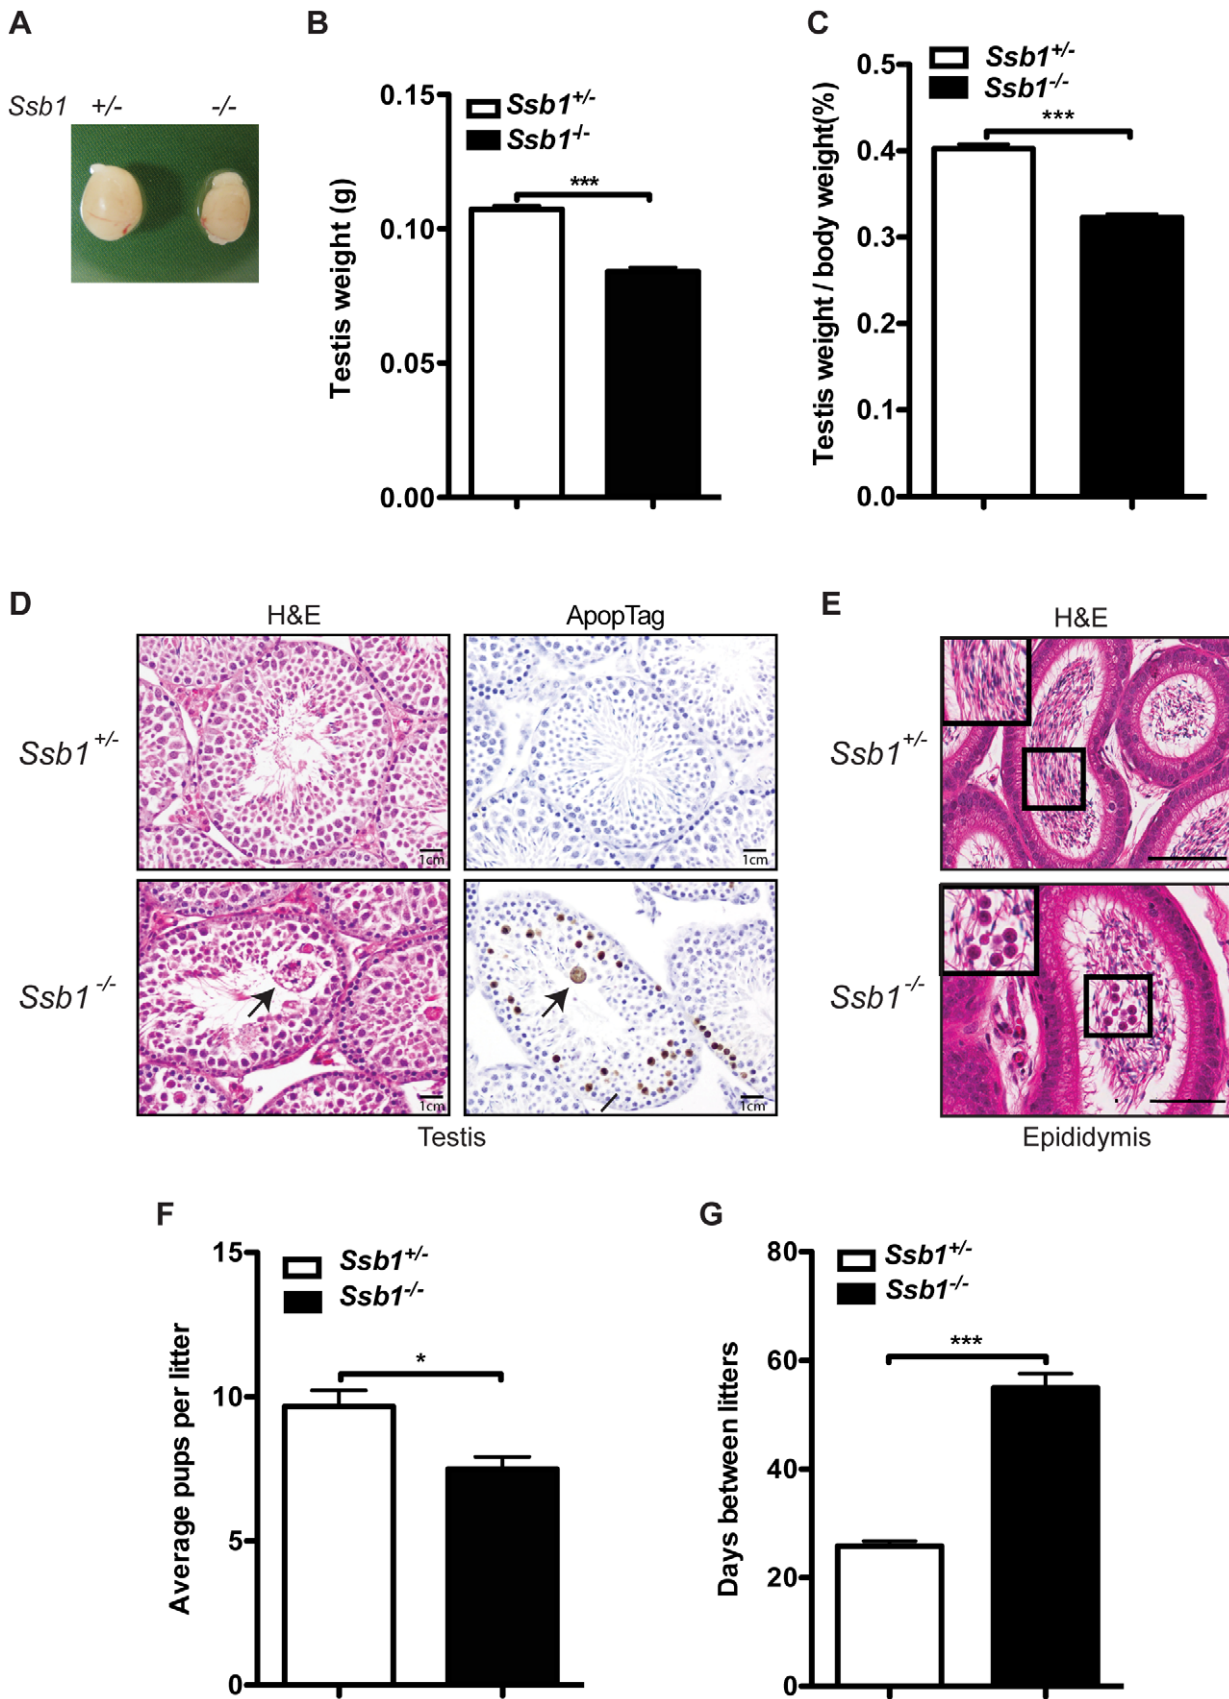 A
Ssb1 +/- -/-
B
Testis weight (g)
0.15
0.10
0.05
0.00
Ssb1+/-
Ssb1-/-
***
C
Testis weight / body weight(%)
0.5
0.4
0.3
0.2
0.1
0.0
Ssb1+/-
Ssb1-/-
***
D
H&E ApopTag
Ssb1+/-
1cm 1cm
Ssb1-/-
1cm 1cm
Testis
E
H&E
Ssb1+/-
Ssb1-/-
Epididymis
F
Average pups per litter
15
10
5
0
Ssb1+/-
Ssb1-/-
*
G
Days between litters
80
60
40
20
0
Ssb1+/-
Ssb1-/-
***